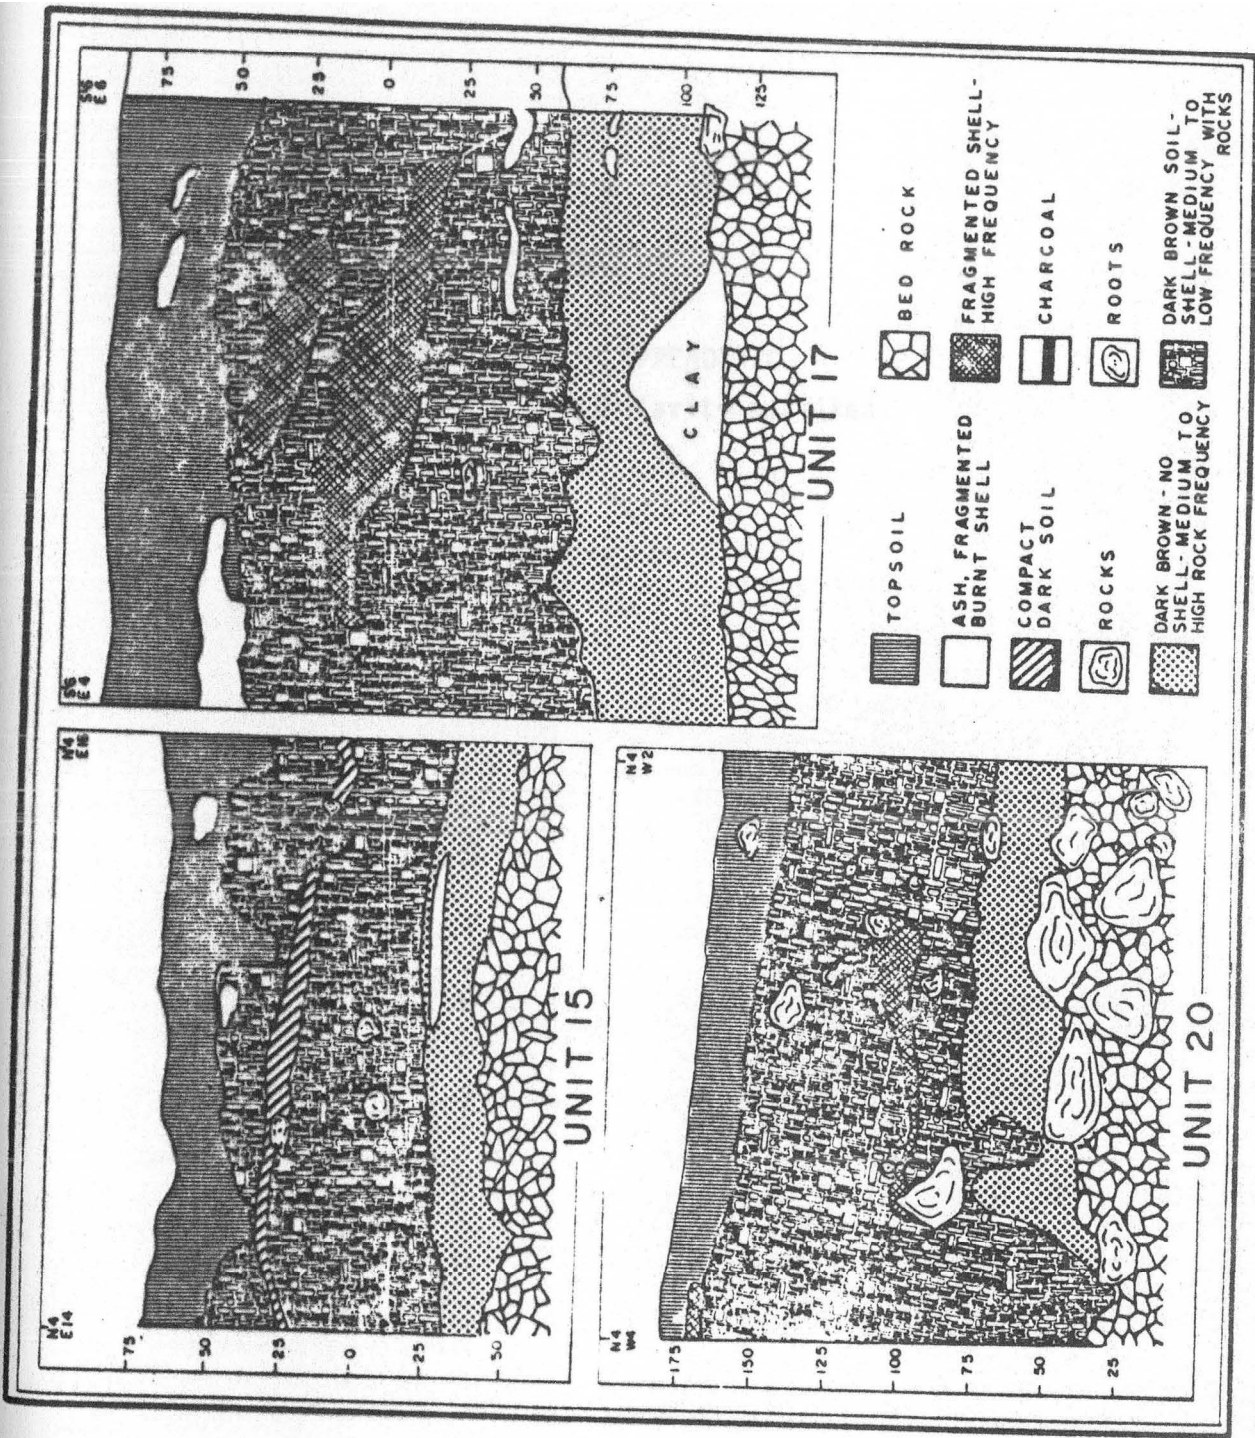 N4
E14
N4
E16
75
50
25
0
25
50
UNIT 15
S6
E4
S6
E6
75
50
25
0
25
50
75
100
125
CLAY
UNIT 17
N4
W4
N4
W2
175
150
125
100
75
50
25
UNIT 20
TOPSOIL
ASH, FRAGMENTED
BURNT SHELL
COMPACT
DARK SOIL
ROCKS
DARK BROWN - NO
SHELL - MEDIUM TO
HIGH ROCK FREQUENCY
BED ROCK
FRAGMENTED SHELL-
HIGH FREQUENCY
CHARCOAL
ROOTS
DARK BROWN SOIL-
SHELL - MEDIUM TO
LOW FREQUENCY WITH
ROCKS